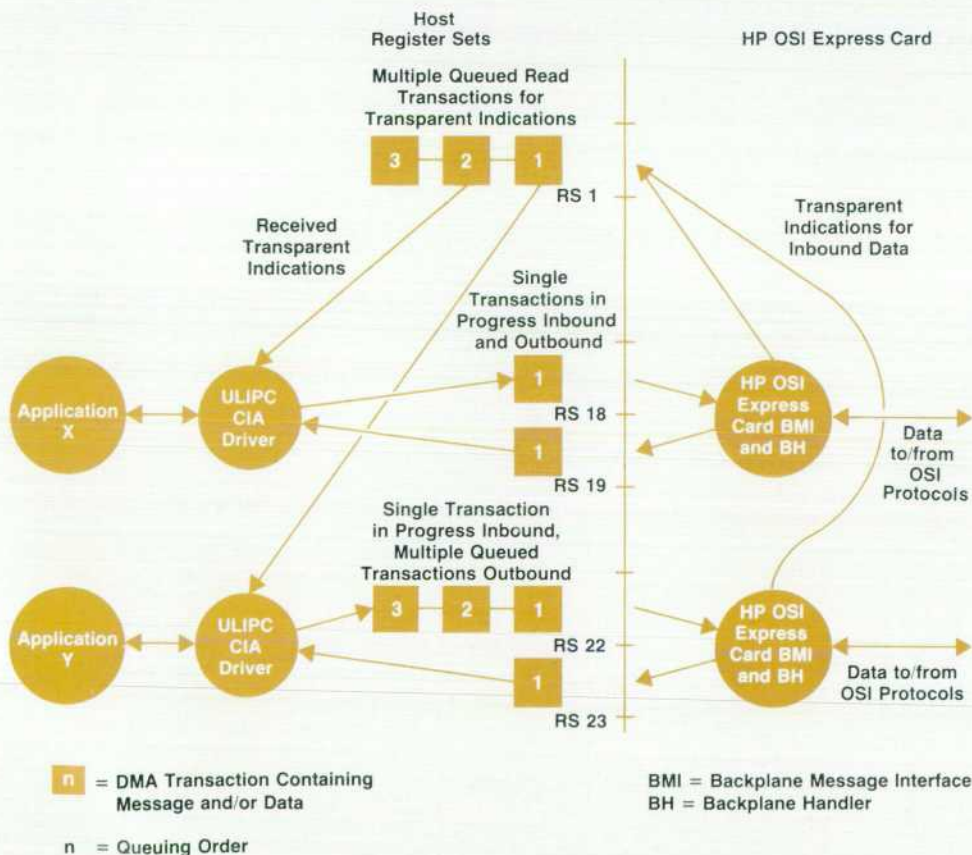 Host
Register Sets
HP OSI Express Card
Multiple Queued Read
Transactions for
Transparent Indications
3
2
1
RS 1
Received
Transparent
Indications
Transparent
Indications for
Inbound Data
Single
Transactions in
Progress Inbound
and Outbound
Application
X
ULIPC
CIA
Driver
1
RS 18
1
RS 19
HP OSI
Express
Card BMI
and BH
Data
to/from
OSI
Protocols
Single Transaction
in Progress Inbound,
Multiple Queued
Transactions Outbound
Application
Y
ULIPC
CIA
Driver
3
2
1
RS 22
1
RS 23
HP OSI
Express
Card BMI
and BH
Data to/from
OSI Protocols
n = DMA Transaction Containing
Message and/or Data
n = Queuing Order
BMI = Backplane Message Interface
BH = Backplane Handler